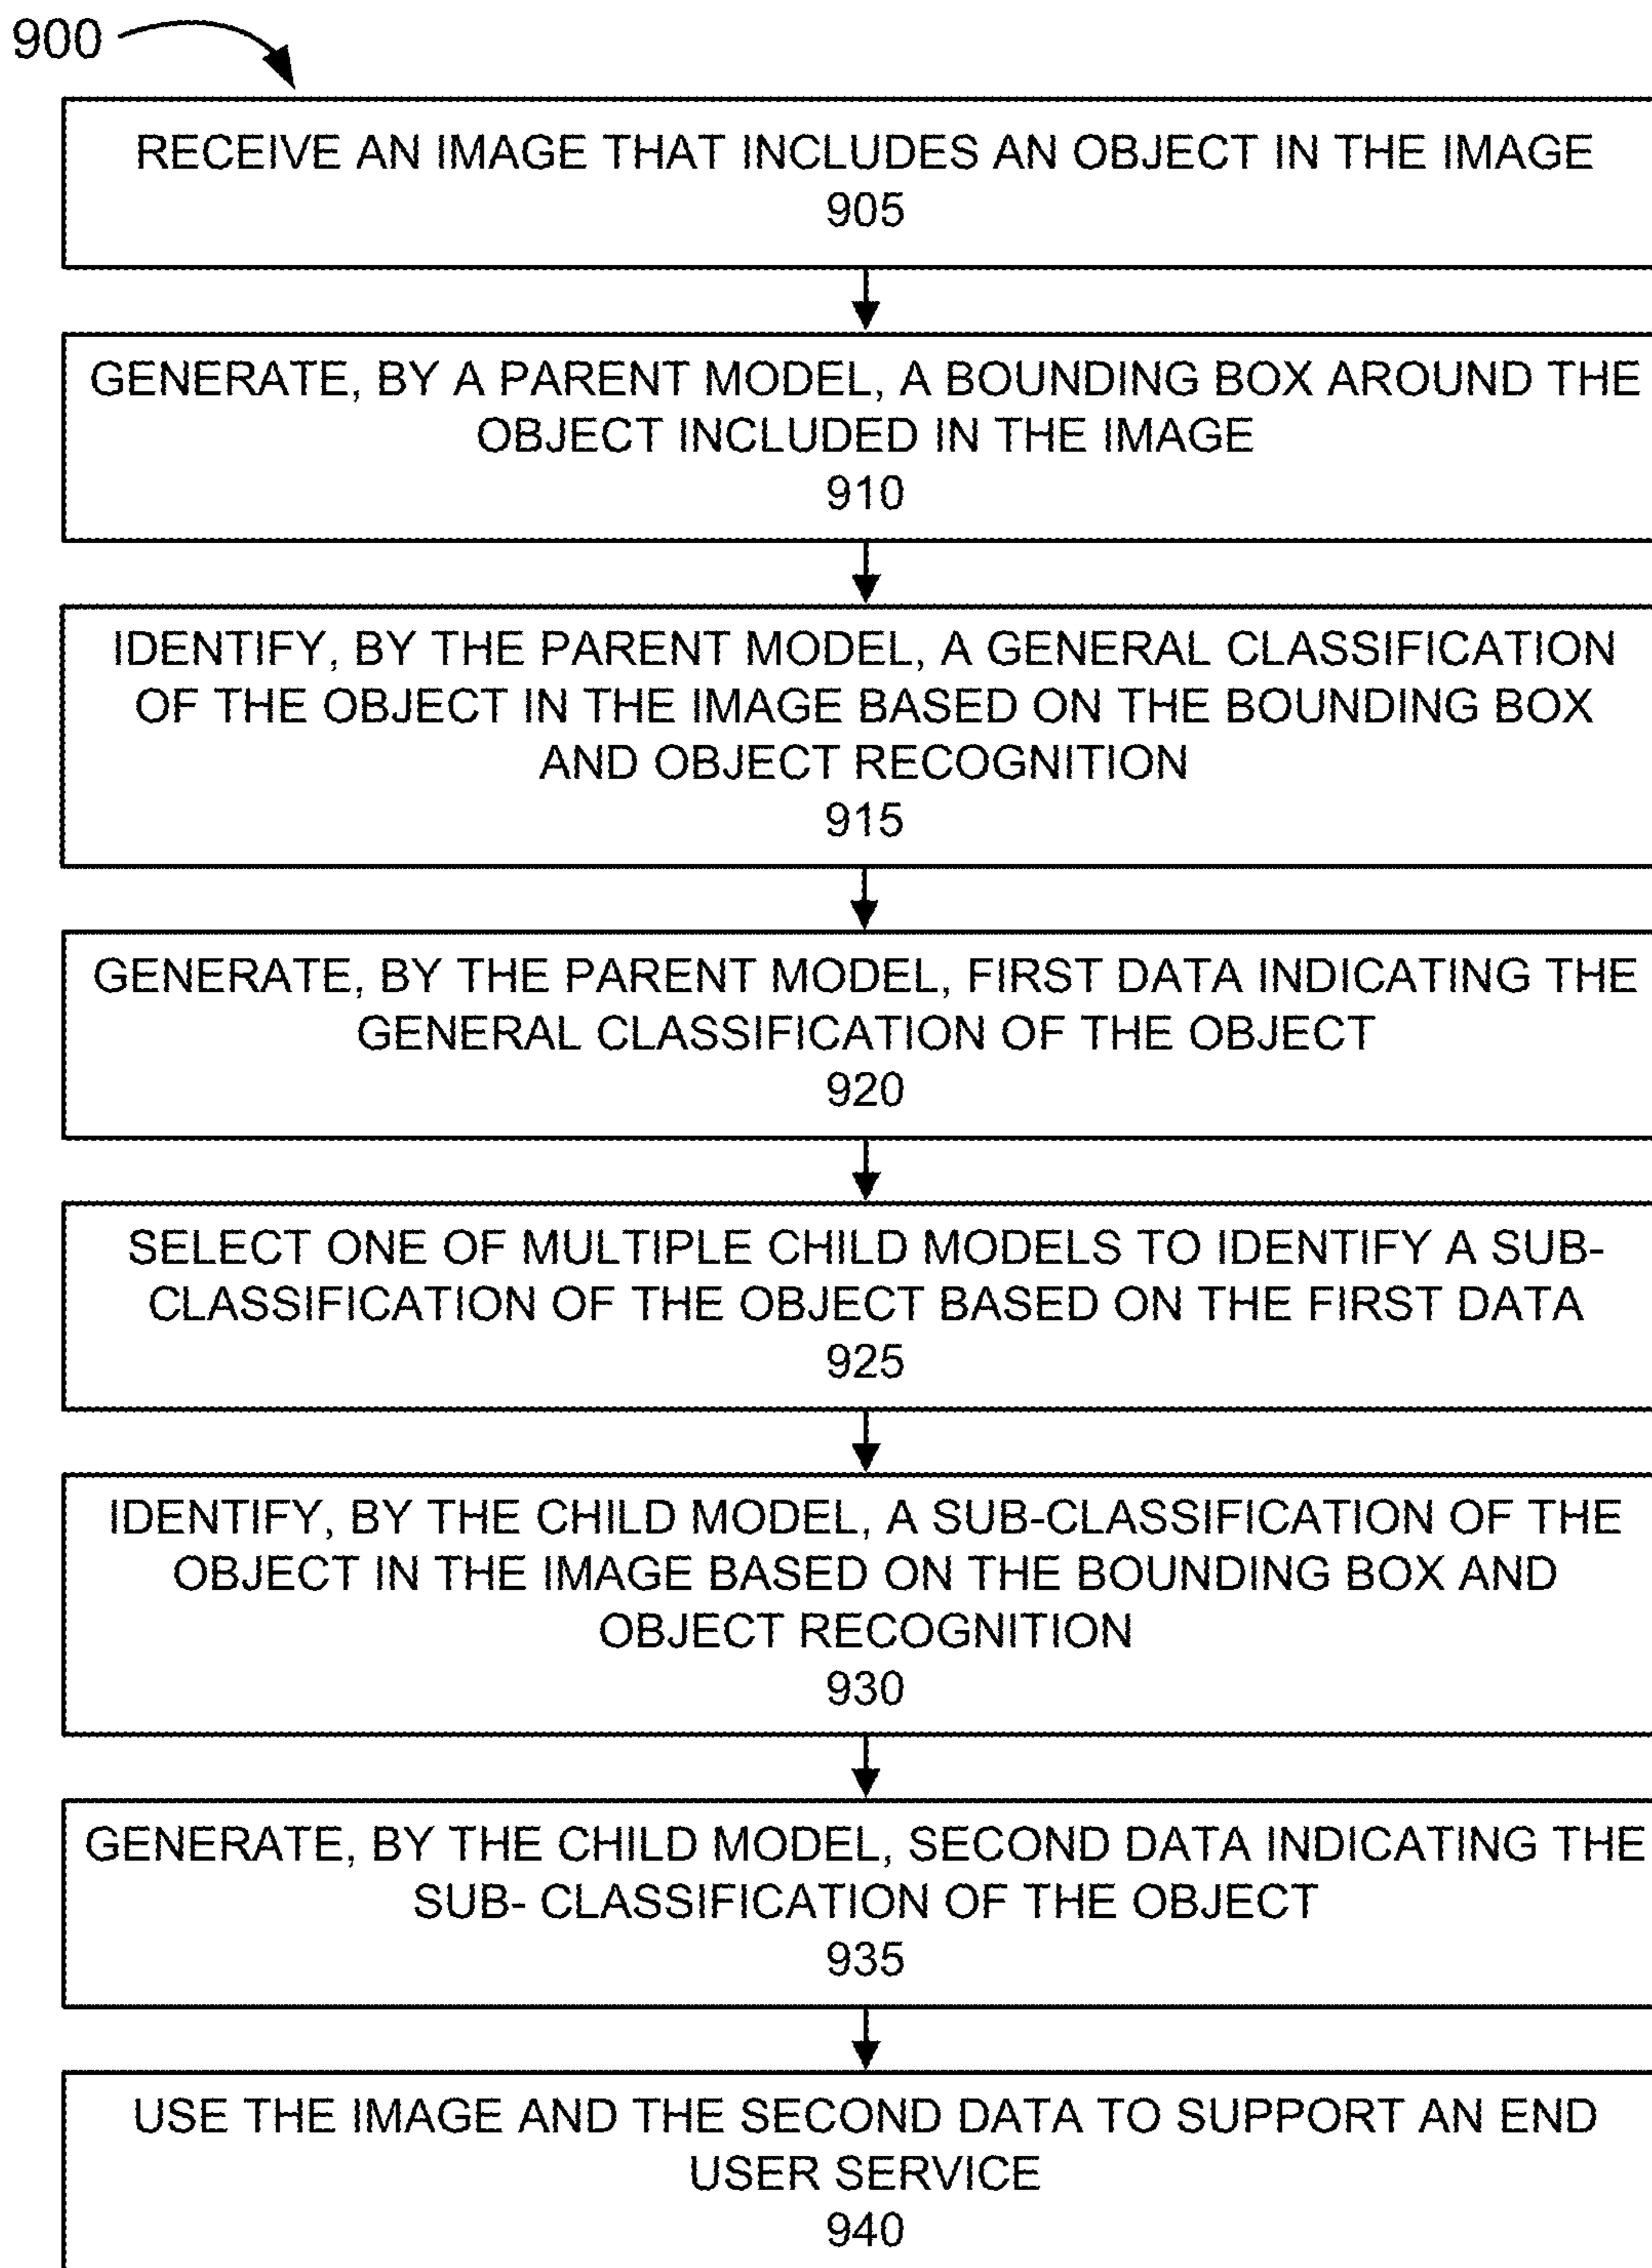 900
RECEIVE AN IMAGE THAT INCLUDES AN OBJECT IN THE IMAGE
905
GENERATE, BY A PARENT MODEL, A BOUNDING BOX AROUND THE
OBJECT INCLUDED IN THE IMAGE
910
IDENTIFY, BY THE PARENT MODEL, A GENERAL CLASSIFICATION
OF THE OBJECT IN THE IMAGE BASED ON THE BOUNDING BOX
AND OBJECT RECOGNITION
915
GENERATE, BY THE PARENT MODEL, FIRST DATA INDICATING THE
GENERAL CLASSIFICATION OF THE OBJECT
920
SELECT ONE OF MULTIPLE CHILD MODELS TO IDENTIFY A SUB-
CLASSIFICATION OF THE OBJECT BASED ON THE FIRST DATA
925
IDENTIFY, BY THE CHILD MODEL, A SUB-CLASSIFICATION OF THE
OBJECT IN THE IMAGE BASED ON THE BOUNDING BOX AND
OBJECT RECOGNITION
930
GENERATE, BY THE CHILD MODEL, SECOND DATA INDICATING THE
SUB- CLASSIFICATION OF THE OBJECT
935
USE THE IMAGE AND THE SECOND DATA TO SUPPORT AN END
USER SERVICE
940